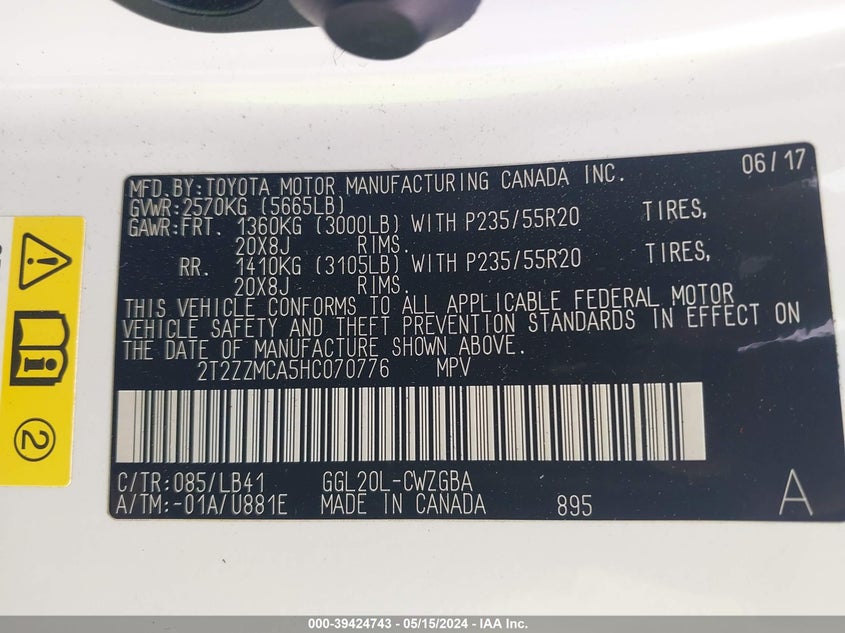 06/17
MFD.BY:TOYOTA MOTOR MANUFACTURING CANADA INC.
GVWR:2570KG (5665LB)
GAWR:FRT. 1360KG (3000LB) WITH P235/55R20 TIRES,
20X8J RIMS.
RR. 1410KG (3105LB) WITH P235/55R20 TIRES,
20X8J RIMS.
THIS VEHICLE CONFORMS TO ALL APPLICABLE FEDERAL MOTOR
VEHICLE SAFETY AND THEFT PREVENTION STANDARDS IN EFFECT ON
THE DATE OF MANUFACTURE SHOWN ABOVE.
2T2ZZMCA5HC070776 MPV
C/TR:085/LB41 GGL20L-CWZGBA
A/TM:-01A/U881E MADE IN CANADA 895 A
2
000-39424743 - 05/15/2024 - IAA Inc.